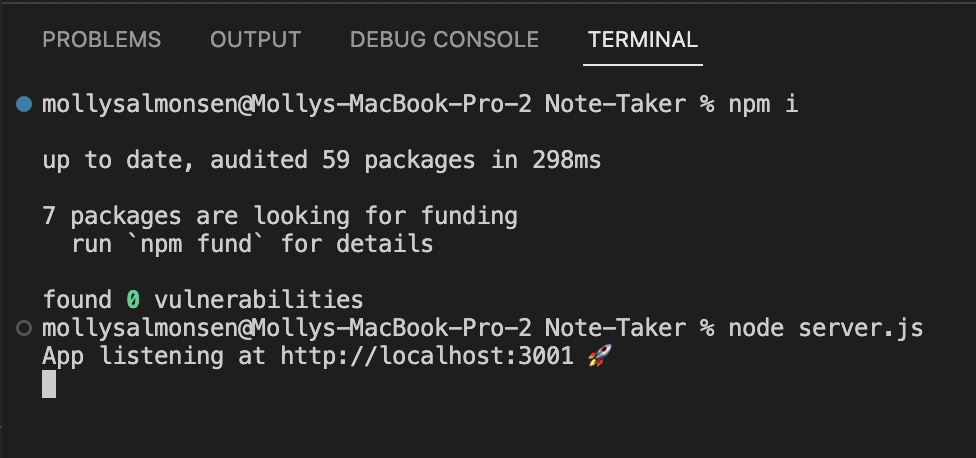 PROBLEMS OUTPUT DEBUG CONSOLE TERMINAL
mollysalmonsen@Mollys-MacBook-Pro-2 Note-Taker % npm i
up to date, audited 59 packages in 298ms
7 packages are looking for funding
  run `npm fund` for details
found 0 vulnerabilities
mollysalmonsen@Mollys-MacBook-Pro-2 Note-Taker % node server.js
App listening at http://localhost:3001 🚀